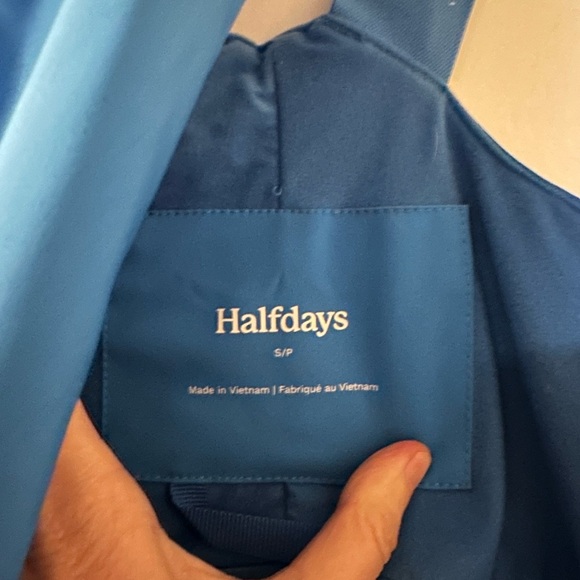 Halfdays
S/P
Made in Vietnam | Fabriqué au Vietnam